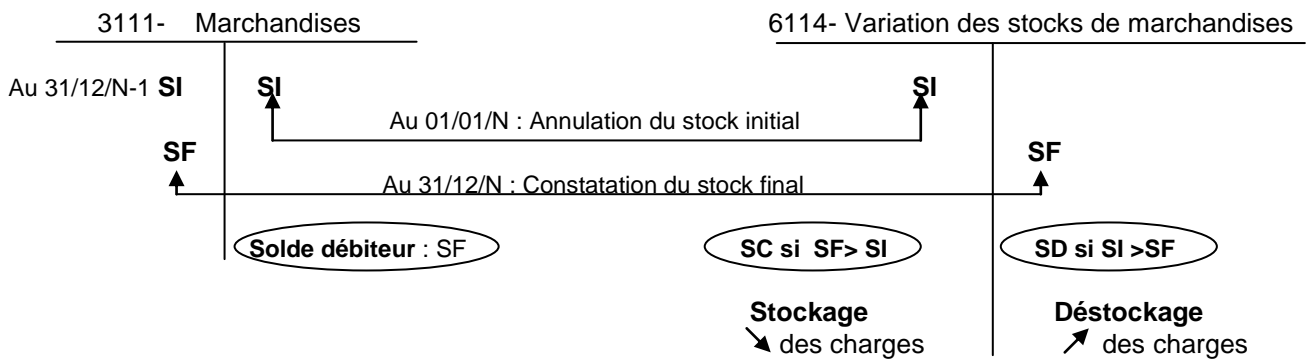 3111- Marchandises 6114- Variation des stocks de marchandises
Au 31/12/N-1 SI SI SI
Au 01/01/N : Annulation du stock initial
SF SF
Au 31/12/N : Constatation du stock final
Solde débiteur : SF SC si SF> SI SD si SI >SF
Stockage Déstockage
des charges des charges